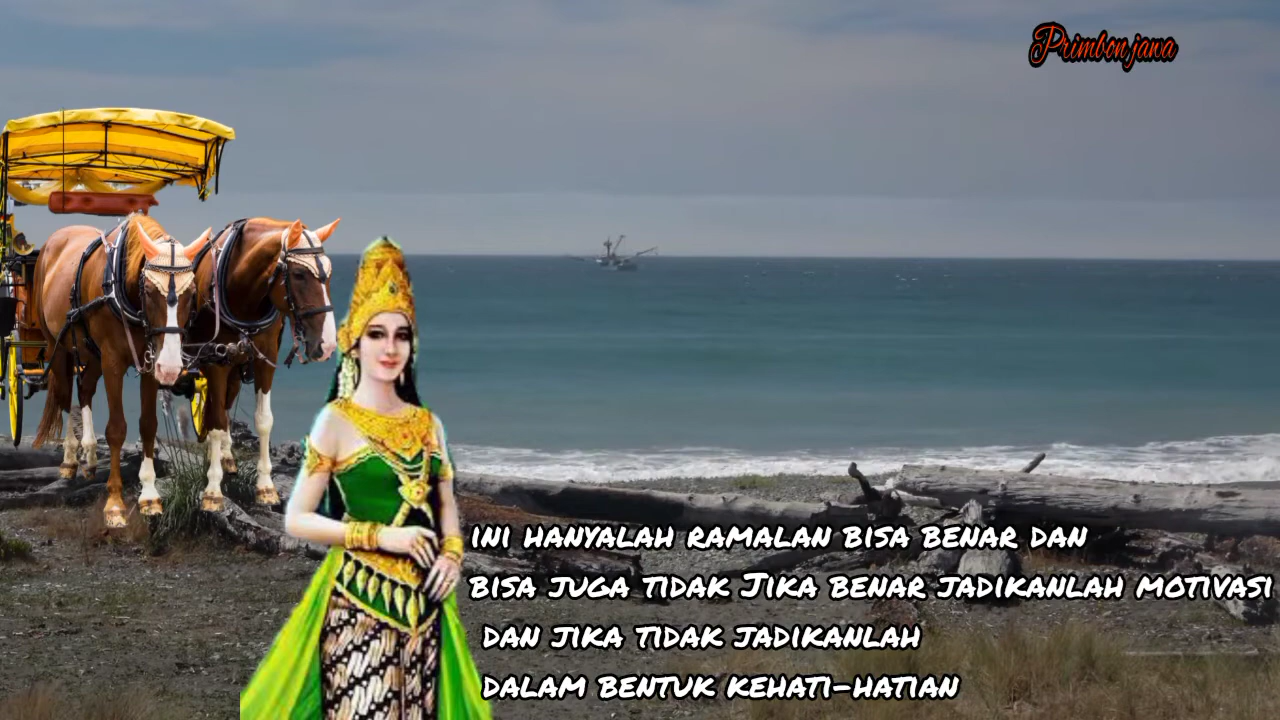 Primbon jawa
INI HANYALAH RAMALAN BISA BENAR DAN
BISA JUGA TIDAK JIKA BENAR JADIKANLAH MOTIVASI
DAN JIKA TIDAK JADIKANLAH
DALAM BENTUK KEHATI-HATIAN